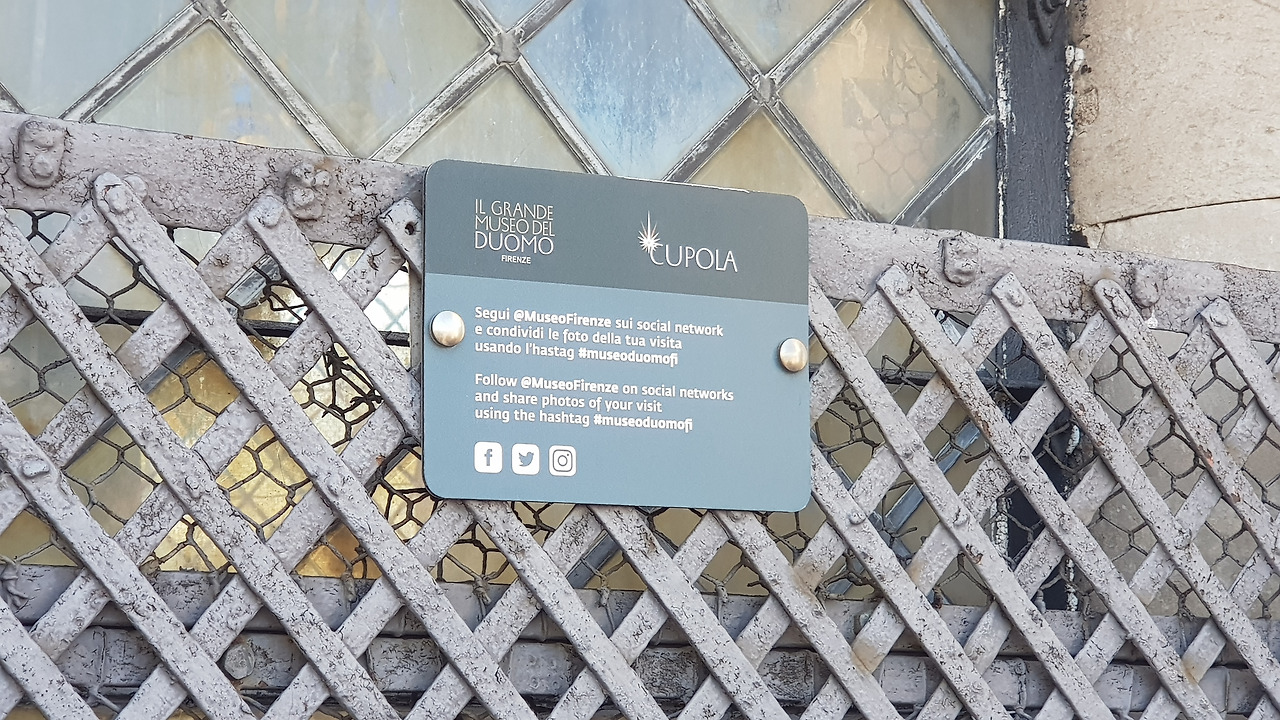 IL GRANDE
MUSEO DEL
DUOMO
FIRENZE
CUPOLA
Segui @MuseoFirenze sui social network
e condividi le foto della tua visita
usando l'hastag #museoduomofi
Follow @MuseoFirenze on social networks
and share photos of your visit
using the hashtag #museoduomofi